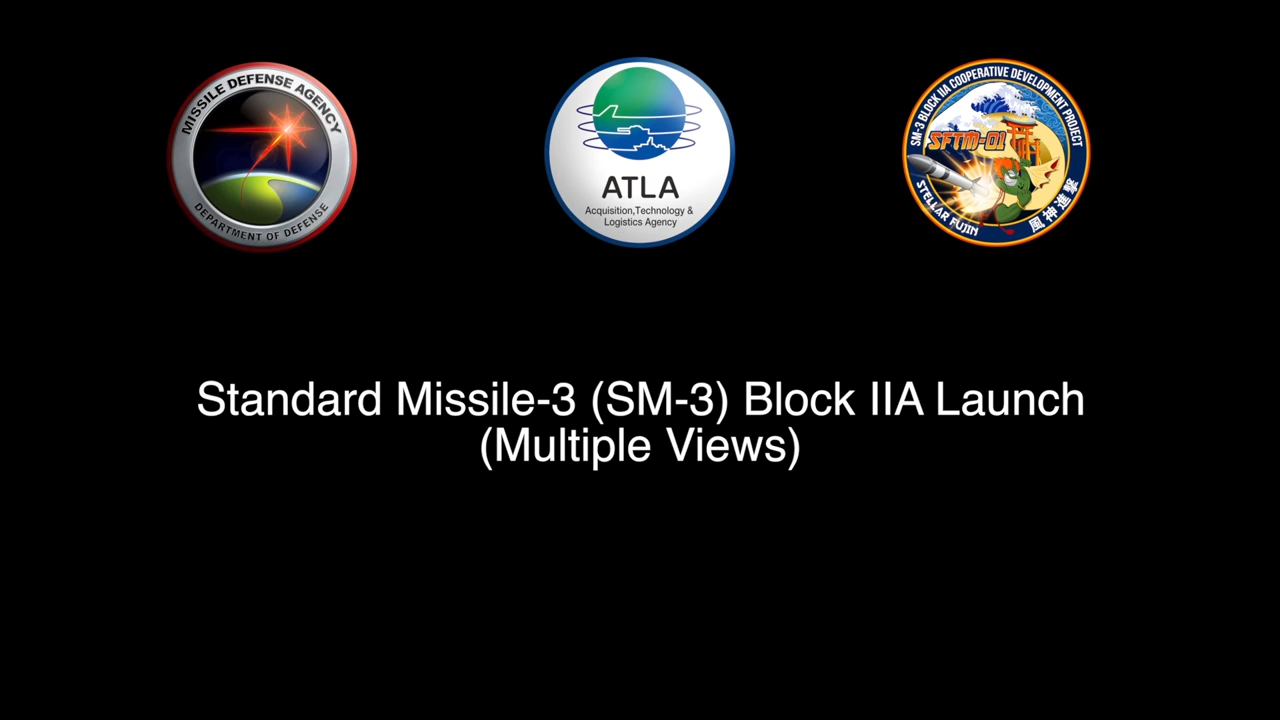 MISSILE DEFENSE AGENCY
DEPARTMENT OF DEFENSE
ATLA
Acquisition,Technology &
Logistics Agency
SM-3 BLOCK IIA COOPERATIVE DEVELOPMENT PROJECT
SFTM-01
STELLAR FUJIN
風神進撃
Standard Missile-3 (SM-3) Block IIA Launch
(Multiple Views)